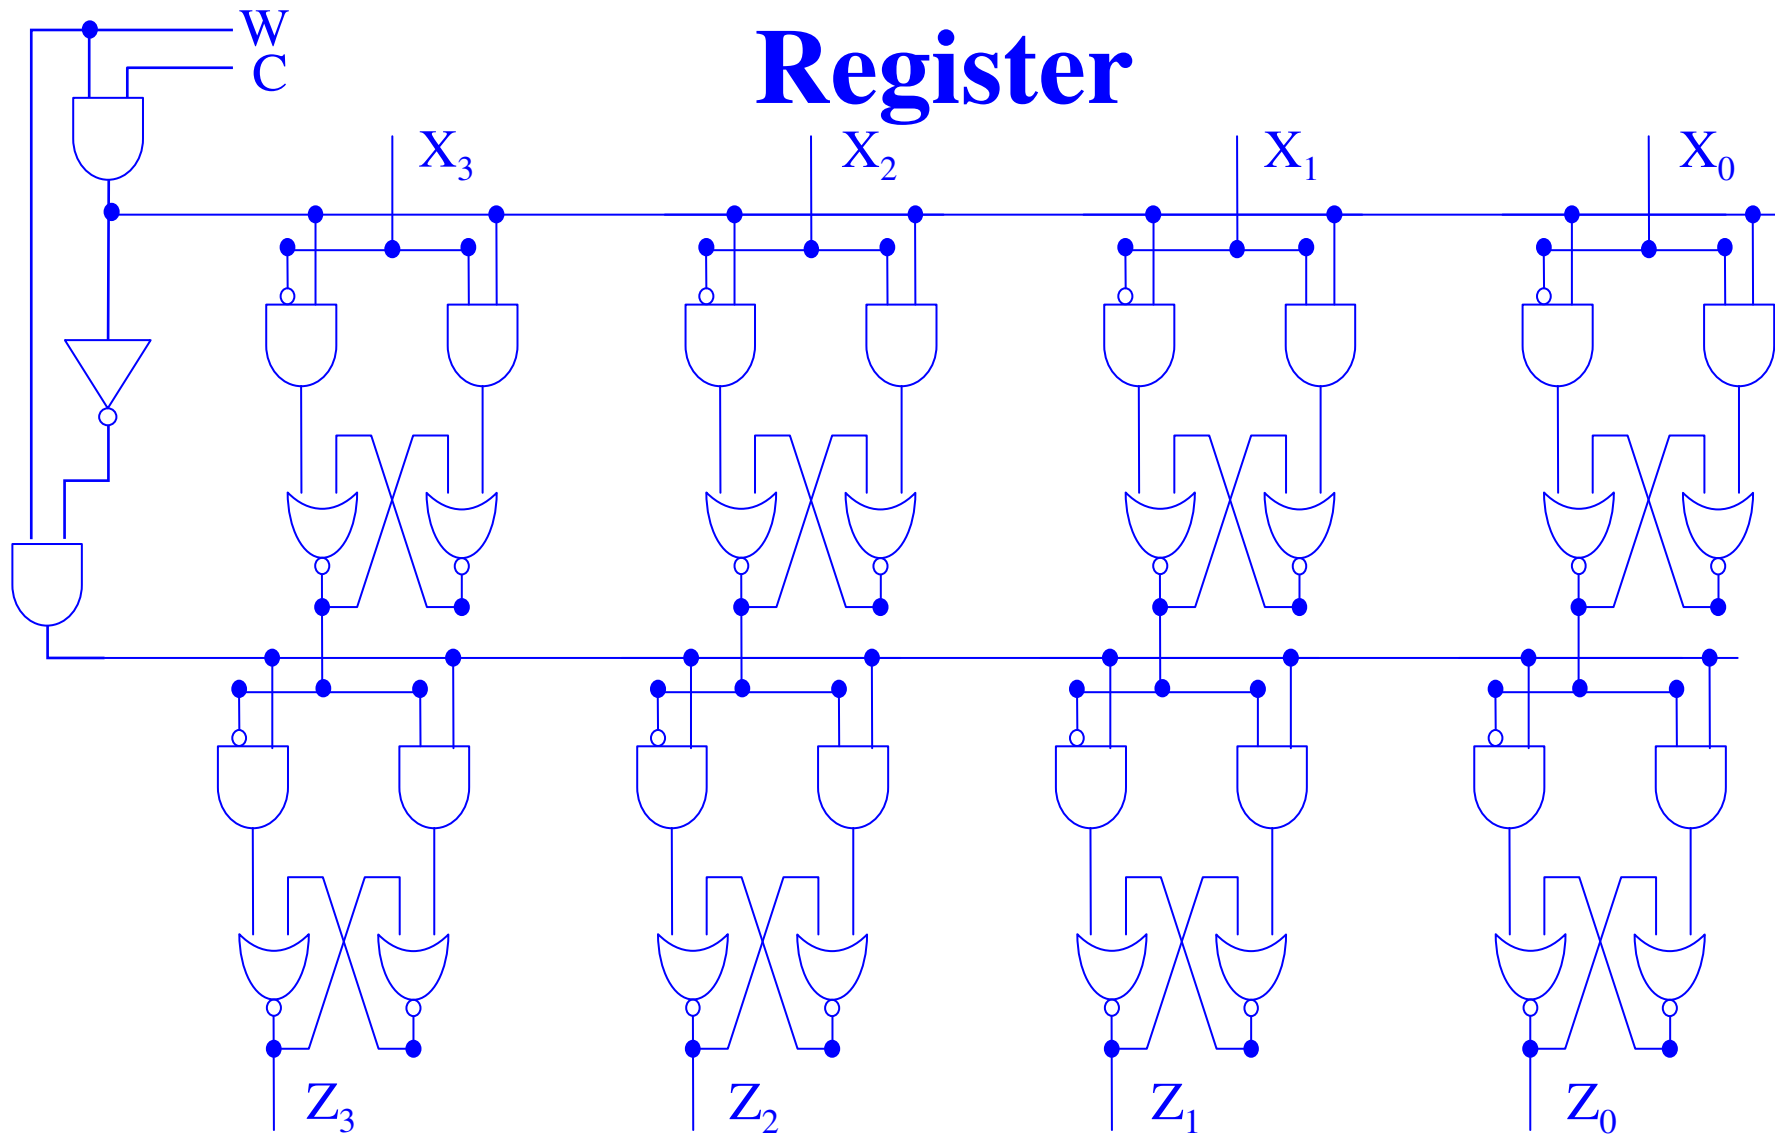 W
Register
C
X₃ X₂ X₁ X₀
Z₃ Z₂ Z₁ Z₀